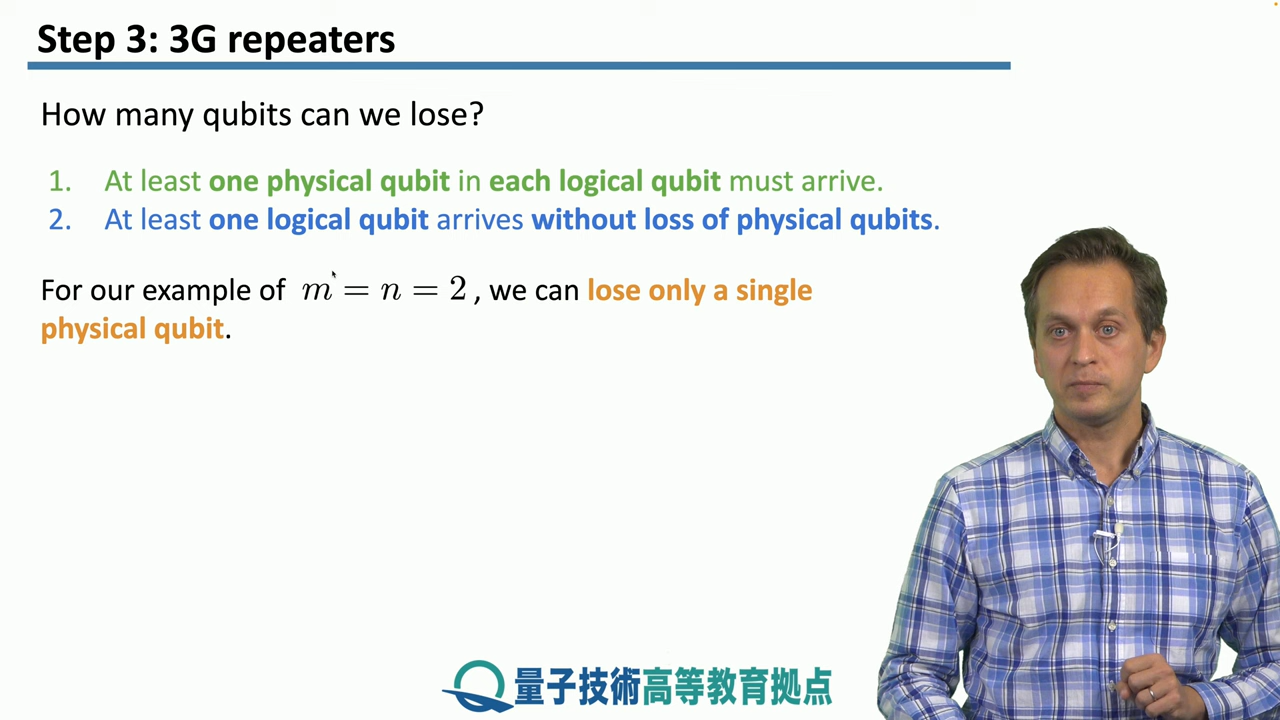 Step 3: 3G repeaters
How many qubits can we lose?
1. At least one physical qubit in each logical qubit must arrive.
2. At least one logical qubit arrives without loss of physical qubits.
For our example of m = n = 2, we can lose only a single
physical qubit.
量子技術高等教育拠点